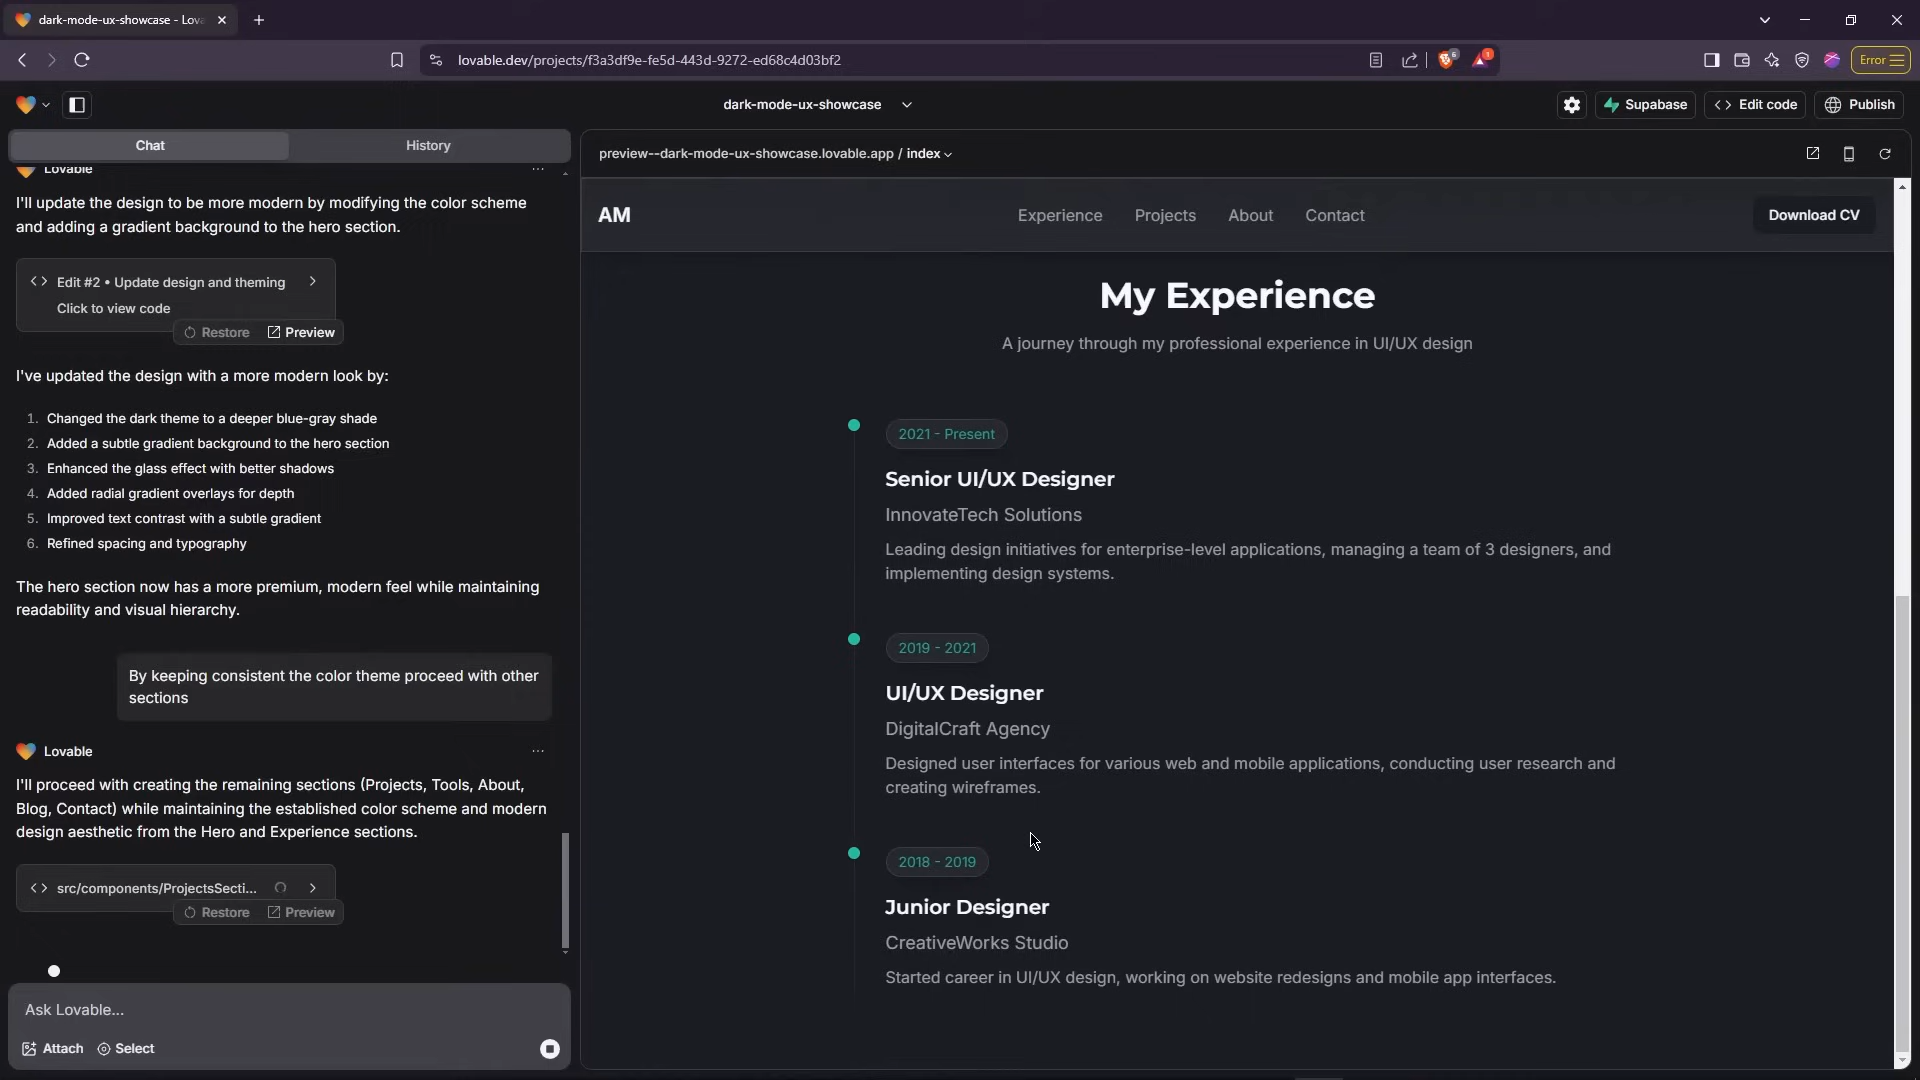 dark-mode-ux-showcase - Lov
lovable.dev/projects/f3a3df9e-fe5d-443d-9272-ed68c4d03bf2
6
1
Error
dark-mode-ux-showcase
Supabase
Edit code
Publish
Chat
History
preview--dark-mode-ux-showcase.lovable.app / index
Lovable
I'll update the design to be more modern by modifying the color scheme
and adding a gradient background to the hero section.
Edit #2 • Update design and theming
Click to view code
Restore
Preview
I've updated the design with a more modern look by:
1. Changed the dark theme to a deeper blue-gray shade
2. Added a subtle gradient background to the hero section
3. Enhanced the glass effect with better shadows
4. Added radial gradient overlays for depth
5. Improved text contrast with a subtle gradient
6. Refined spacing and typography
The hero section now has a more premium, modern feel while maintaining
readability and visual hierarchy.
By keeping consistent the color theme proceed with other
sections
Lovable
I'll proceed with creating the remaining sections (Projects, Tools, About,
Blog, Contact) while maintaining the established color scheme and modern
design aesthetic from the Hero and Experience sections.
src/components/ProjectsSecti...
Restore
Preview
Ask Lovable...
Attach
Select
AM
Experience
Projects
About
Contact
Download CV
My Experience
A journey through my professional experience in UI/UX design
2021 - Present
Senior UI/UX Designer
InnovateTech Solutions
Leading design initiatives for enterprise-level applications, managing a team of 3 designers, and
implementing design systems.
2019 - 2021
UI/UX Designer
DigitalCraft Agency
Designed user interfaces for various web and mobile applications, conducting user research and
creating wireframes.
2018 - 2019
Junior Designer
CreativeWorks Studio
Started career in UI/UX design, working on website redesigns and mobile app interfaces.